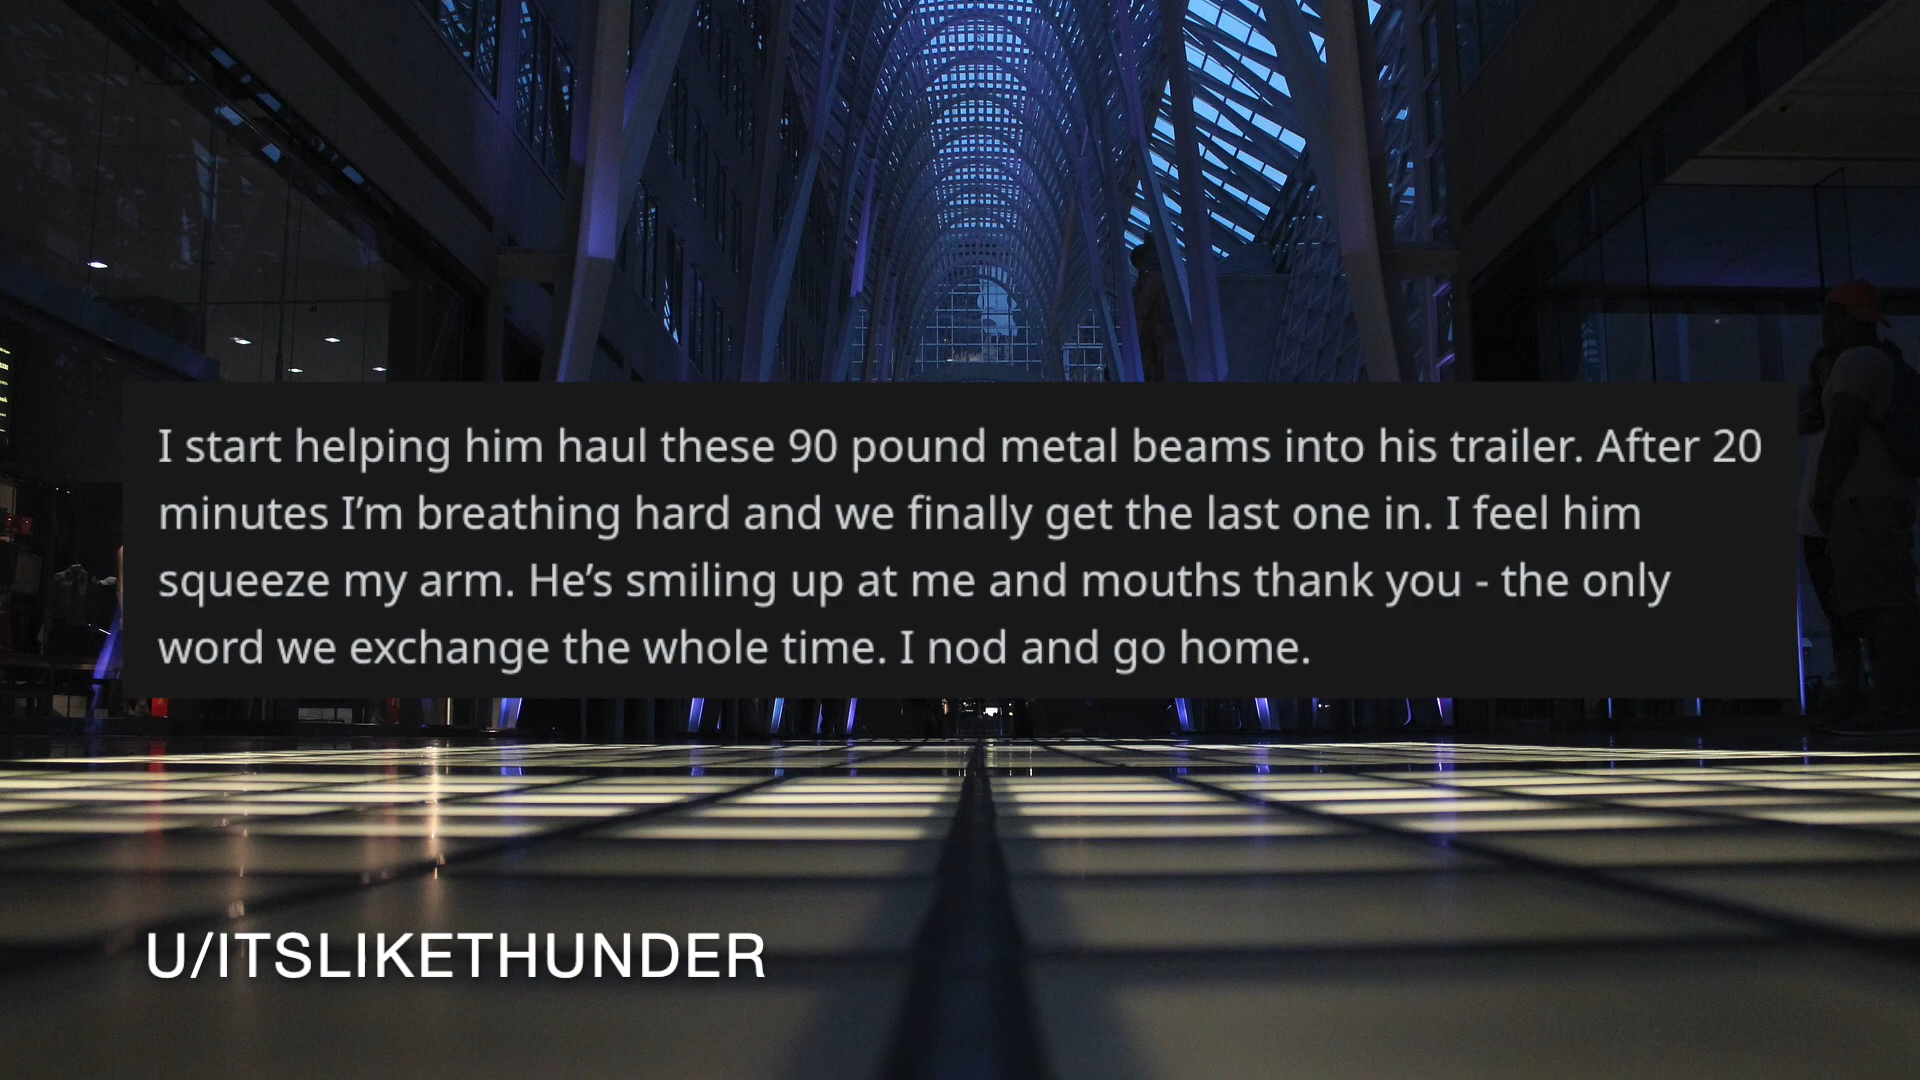 I start helping him haul these 90 pound metal beams into his trailer. After 20
minutes I’m breathing hard and we finally get the last one in. I feel him
squeeze my arm. He’s smiling up at me and mouths thank you - the only
word we exchange the whole time. I nod and go home.
U/ITSLIKETHUNDER